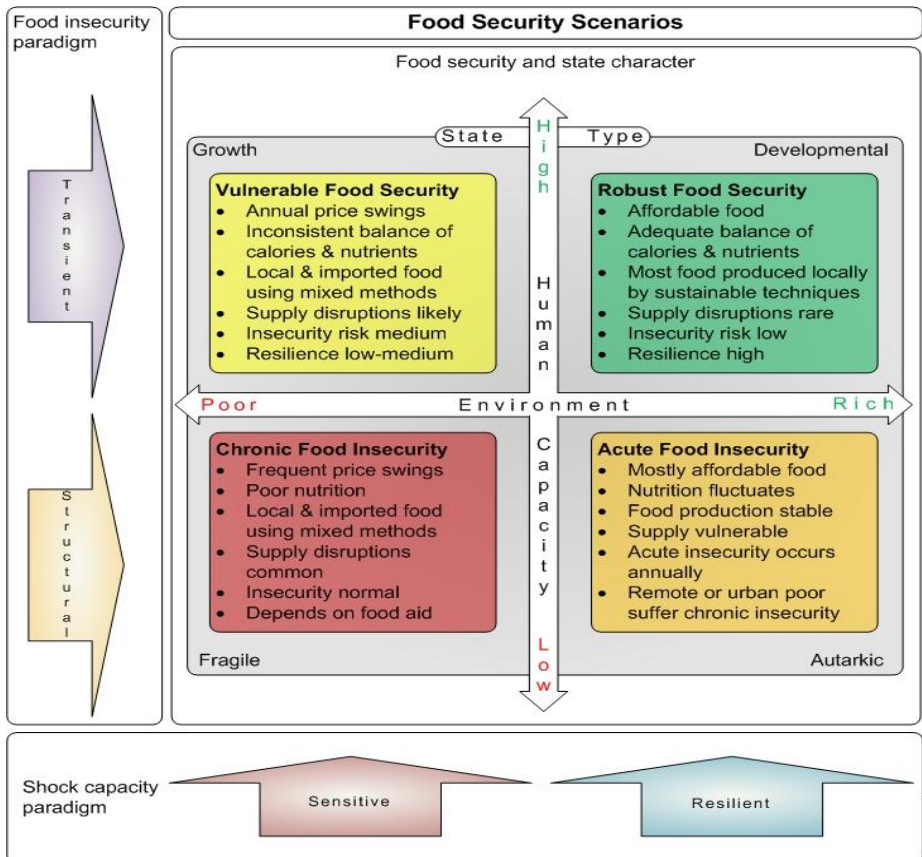 Food insecurity
paradigm
Food Security Scenarios
Food security and state character
State Type
Growth
Developmental
Vulnerable Food Security
• Annual price swings
• Inconsistent balance of
calories & nutrients
• Local & imported food
using mixed methods
• Supply disruptions likely
• Insecurity risk medium
• Resilience low-medium
Robust Food Security
• Affordable food
• Adequate balance of
calories & nutrients
• Most food produced locally
by sustainable techniques
• Supply disruptions rare
• Insecurity risk low
• Resilience high
High
Human
Capacity
Low
Poor Environment Rich
Chronic Food Insecurity
• Frequent price swings
• Poor nutrition
• Local & imported food
using mixed methods
• Supply disruptions
common
• Insecurity normal
• Depends on food aid
Acute Food Insecurity
• Mostly affordable food
• Nutrition fluctuates
• Food production stable
• Supply vulnerable
• Acute insecurity occurs
annually
• Remote or urban poor
suffer chronic insecurity
Fragile
Autarkic
Transient
Structural
Shock capacity
paradigm
Sensitive
Resilient